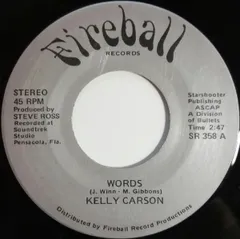 Fireball
RECORDS
STEREO
45 RPM
Produced by
STEVE ROSS
Recorded at
Soundtrek
Studio
Pensacola, Fla.
Starshooter
Publishing
ASCAP
A Division
of Bullets
Time 2:47
SR 358 A
WORDS
(J. Winn - M. Gibbons)
KELLY CARSON
Distributed by Fireball Record Productions